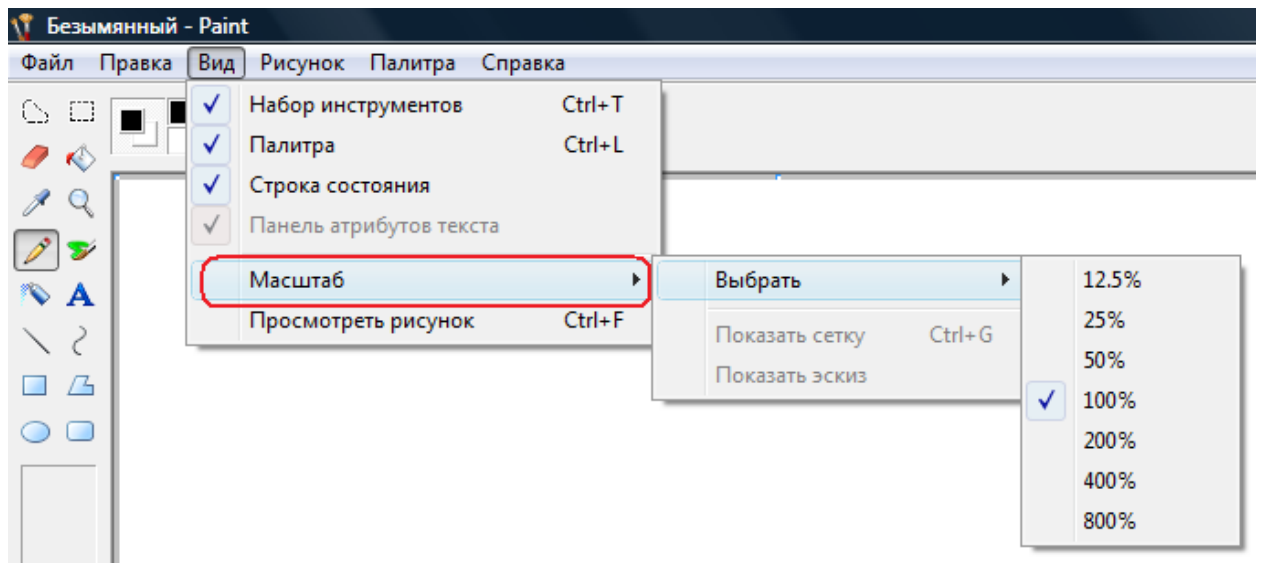 Безымянный - Paint
Файл Правка Вид Рисунок Палитра Справка
Набор инструментов Ctrl+T
Палитра Ctrl+L
Строка состояния
Панель атрибутов текста
Масштаб
Просмотреть рисунок Ctrl+F
Выбрать
Показать сетку Ctrl+G
Показать эскиз
12.5%
25%
50%
100%
200%
400%
800%
A